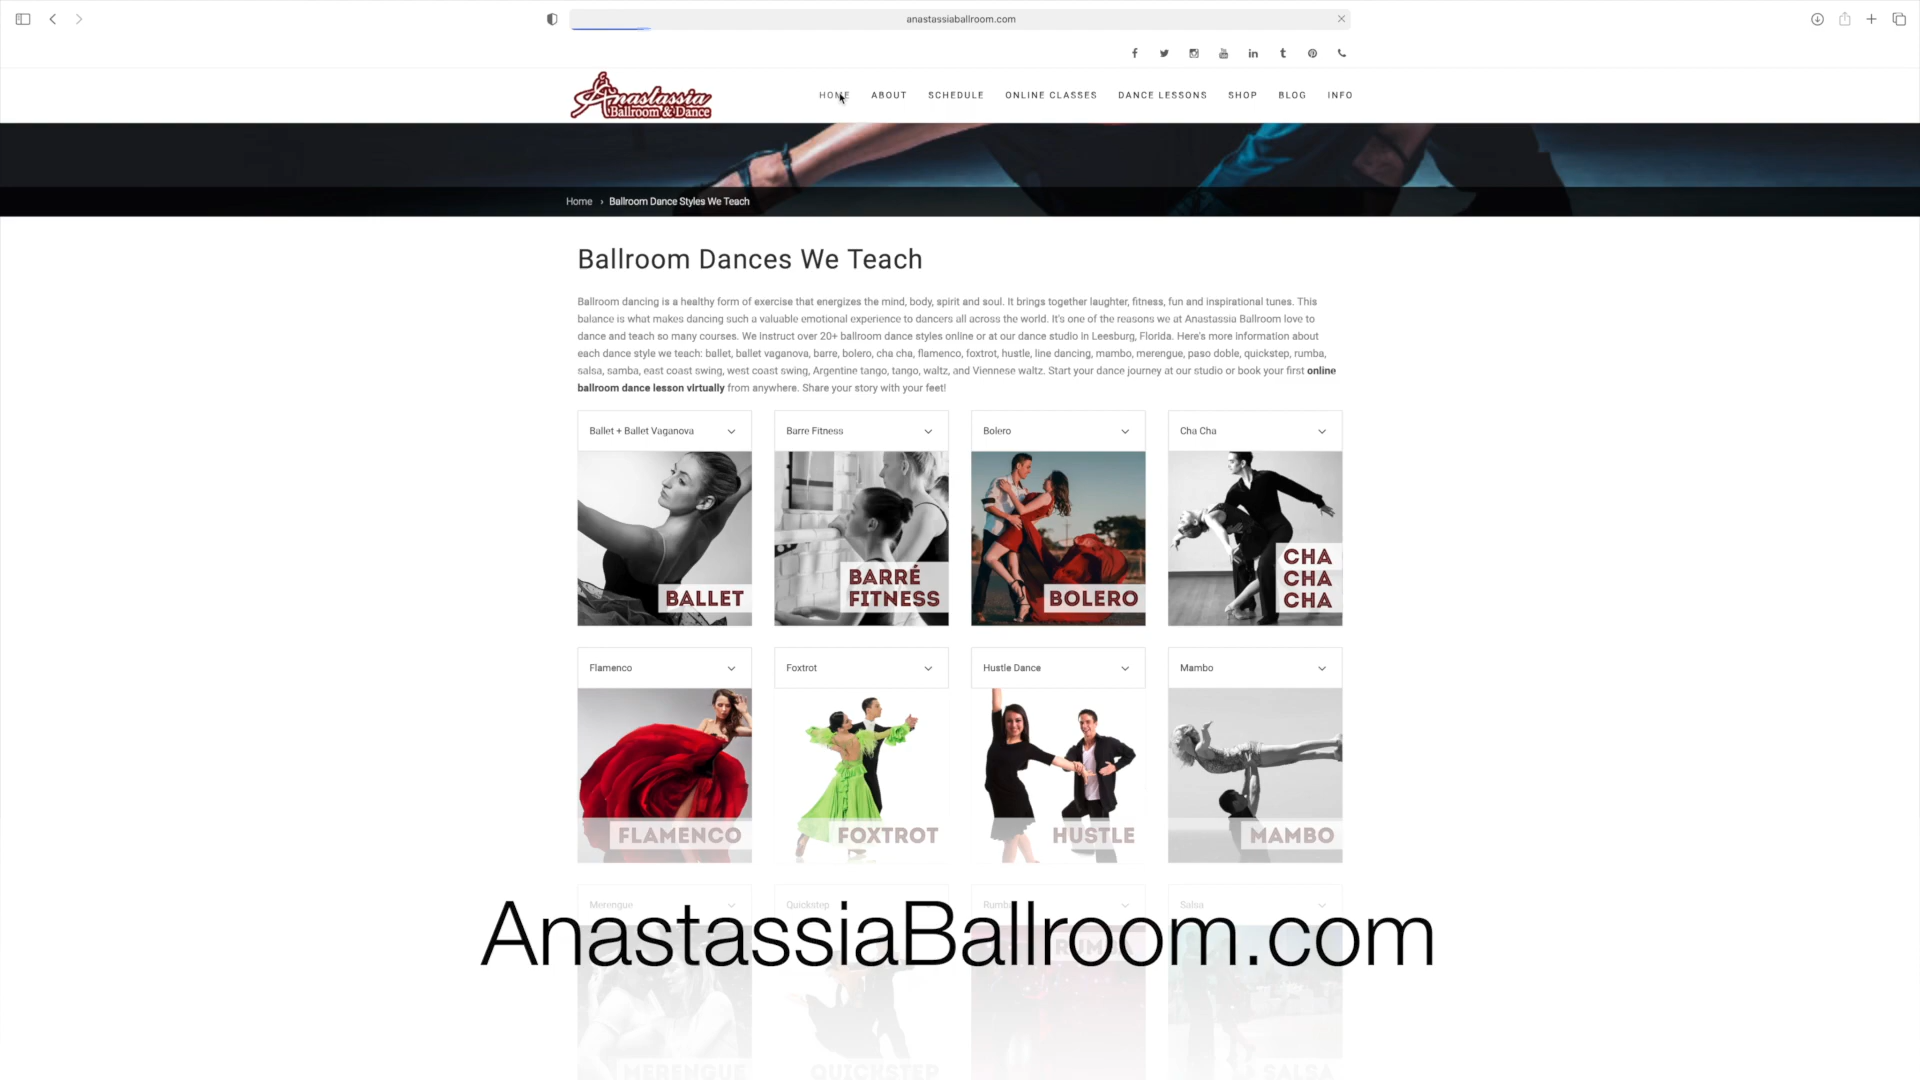 anastassiaballroom.com
Anastassia
Ballroom & Dance
HOME ABOUT SCHEDULE ONLINE CLASSES DANCE LESSONS SHOP BLOG INFO
Home › Ballroom Dance Styles We Teach
Ballroom Dances We Teach
Ballroom dancing is a healthy form of exercise that energizes the mind, body, spirit and soul. It brings together laughter, fitness, fun and inspirational tunes. This
balance is what makes dancing such a valuable emotional experience to dancers all across the world. It's one of the reasons we at Anastassia Ballroom love to
dance and teach so many courses. We instruct over 20+ ballroom dance styles online or at our dance studio in Leesburg, Florida. Here's more information about
each dance style we teach: ballet, ballet vaganova, barre, bolero, cha cha, flamenco, foxtrot, hustle, line dancing, mambo, merengue, paso doble, quickstep, rumba,
salsa, samba, east coast swing, west coast swing, Argentine tango, tango, waltz, and Viennese waltz. Start your dance journey at our studio or book your first online
ballroom dance lesson virtually from anywhere. Share your story with your feet!
Ballet + Ballet Vaganova Barre Fitness Bolero Cha Cha
BALLET
BARRÉ
FITNESS
BOLERO
CHA
CHA
CHA
Flamenco Foxtrot Hustle Dance Mambo
FLAMENCO FOXTROT HUSTLE MAMBO
Merengue Quickstep Rumba Salsa
RUMBA
AnastassiaBallroom.com
MERENGUE QUICKSTEP SALSA